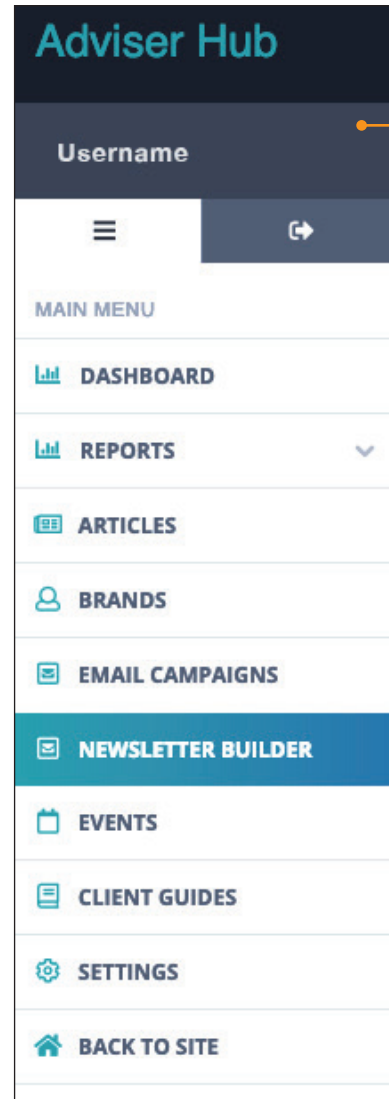 Adviser Hub
Username
MAIN MENU
DASHBOARD
REPORTS
ARTICLES
BRANDS
EMAIL CAMPAIGNS
NEWSLETTER BUILDER
EVENTS
CLIENT GUIDES
SETTINGS
BACK TO SITE